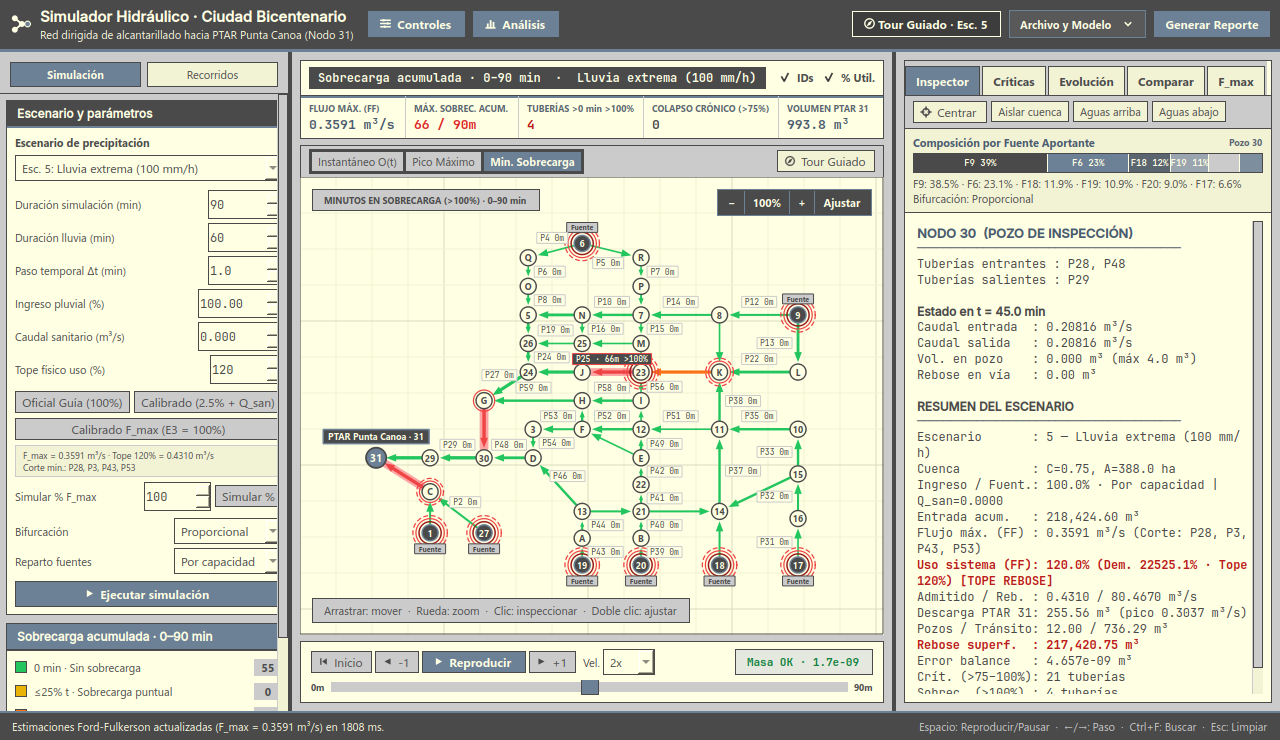 Simulador Hidráulico · Ciudad Bicentenario
Red dirigida de alcantarillado hacia PTAR Punta Canoa (Nodo 31)
Controles
Análisis
Tour Guiado · Esc. 5
Archivo y Modelo
Generar Reporte
Simulación
Recorridos
Escenario y parámetros
Escenario de precipitación
Esc. 5: Lluvia extrema (100 mm/h)
Duración simulación (min)
90
Duración lluvia (min)
60
Paso temporal Δt (min)
1.0
Ingreso pluvial (%)
100.00
Caudal sanitario (m³/s)
0.000
Tope fisico uso (%)
120
Oficial Guía (100%)
Calibrado (2.5% + Q_san)
Calibrado F_max (E3 = 100%)
F_max = 0.3591 m³/s · Tope 120% = 0.4310 m³/s
Corte min.: P28, P3, P43, P53
Simular % F_max
100
Simular %
Bifurcación
Proporcional
Reparto fuentes
Por capacidad
Ejecutar simulación
Sobrecarga acumulada · 0–90 min
0 min · Sin sobrecarga
55
≤25% t · Sobrecarga puntual
0
Sobrecarga acumulada · 0–90 min · Lluvia extrema (100 mm/h)
✓ IDs
✓ % Util.
FLUJO MÁX. (FF)
0.3591 m³/s
MÁX. SOBREC. ACUM.
66 / 90m
TUBERÍAS >0 min >100%
4
COLAPSO CRÓNICO (>75%)
0
VOLUMEN PTAR 31
993.8 m³
Instantáneo O(t)
Pico Máximo
Min. Sobrecarga
Tour Guiado
MINUTOS EN SOBRECARGA (>100%) · 0–90 min
−
100%
+
Ajustar
Fuente
6
P4 0m
P5 0m
Q
R
P6 0m
P7 0m
O
P
Fuente
P8 0m
P10 0m
P14 0m
P12 0m
5
N
7
8
9
P19 0m
P16 0m
P15 0m
P13 0m
26
25
M
P24 0m
P25 · 66m >100%
P22 0m
24
J
23
K
L
P27 0m
P59 0m
P58 0m
P56 0m
G
H
I
P38 0m
P53 0m
P52 0m
P51 0m
P35 0m
3
F
12
11
10
PTAR Punta Canoa · 31
P29 0m
P48 0m
P54 0m
P49 0m
P33 0m
31
29
30
D
E
P46 0m
P42 0m
P37 0m
15
22
C
P2 0m
P41 0m
P32 0m
13
21
14
16
P44 0m
P40 0m
1
27
A
B
P31 0m
Fuente
Fuente
P43 0m
P39 0m
19
20
18
17
Fuente
Fuente
Fuente
Fuente
Arrastrar: mover · Rueda: zoom · Clic: inspeccionar · Doble clic: ajustar
Inicio
-1
Reproducir
+1
Vel.
2x
Masa OK · 1.7e-09
0m
90m
Inspector
Críticas
Evolución
Comparar
F_max
Centrar
Aislar cuenca
Aguas arriba
Aguas abajo
Composición por Fuente Aportante
Pozo 30
F9 39%
F6 23%
F18 12%
F19 11%
F9: 38.5% · F6: 23.1% · F18: 11.9% · F19: 10.9% · F20: 9.0% · F17: 6.6%
Bifurcación: Proporcional
NODO 30 (POZO DE INSPECCIÓN)
Tuberías entrantes : P28, P48
Tuberías salientes : P29
Estado en t = 45.0 min
Caudal entrada : 0.20816 m³/s
Caudal salida : 0.20816 m³/s
Vol. en pozo : 0.000 m³ (máx 4.0 m³)
Rebose en vía : 0.00 m³
RESUMEN DEL ESCENARIO
Escenario : 5 — Lluvia extrema (100 mm/
h)
Cuenca : C=0.75, A=388.0 ha
Ingreso / Fuent.: 100.0% · Por capacidad |
Q_san=0.0000
Entrada acum. : 218,424.60 m³
Flujo máx. (FF) : 0.3591 m³/s (Corte: P28, P3,
P43, P53)
Uso sistema (FF): 120.0% (Dem. 22525.1% · Tope
120%) [TOPE REBOSE]
Admitido / Reb. : 0.4310 / 80.4670 m³/s
Descarga PTAR 31: 255.56 m³ (pico 0.3037 m³/s)
Pozos / Tránsito: 12.00 / 736.29 m³
Rebose superf. : 217,420.75 m³
Error balance : 4.657e-09 m³
Crít. (>75–100%): 21 tuberías
Sobrec. (>100%) : 4 tuberías
Estimaciones Ford-Fulkerson actualizadas (F_max = 0.3591 m³/s) en 1808 ms.
Espacio: Reproducir/Pausar · ←/→: Paso · Ctrl+F: Buscar · Esc: Limpiar